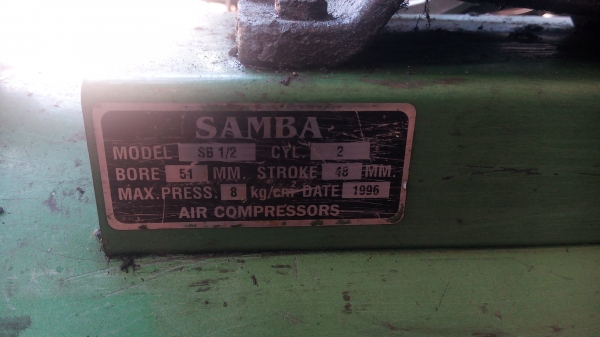 SAMBA
MODEL SB 1/2 CYL. 2
BORE 51 MM. STROKE 48 MM.
MAX. PRESS. 8 kg/cm² DATE 1996
AIR COMPRESSORS